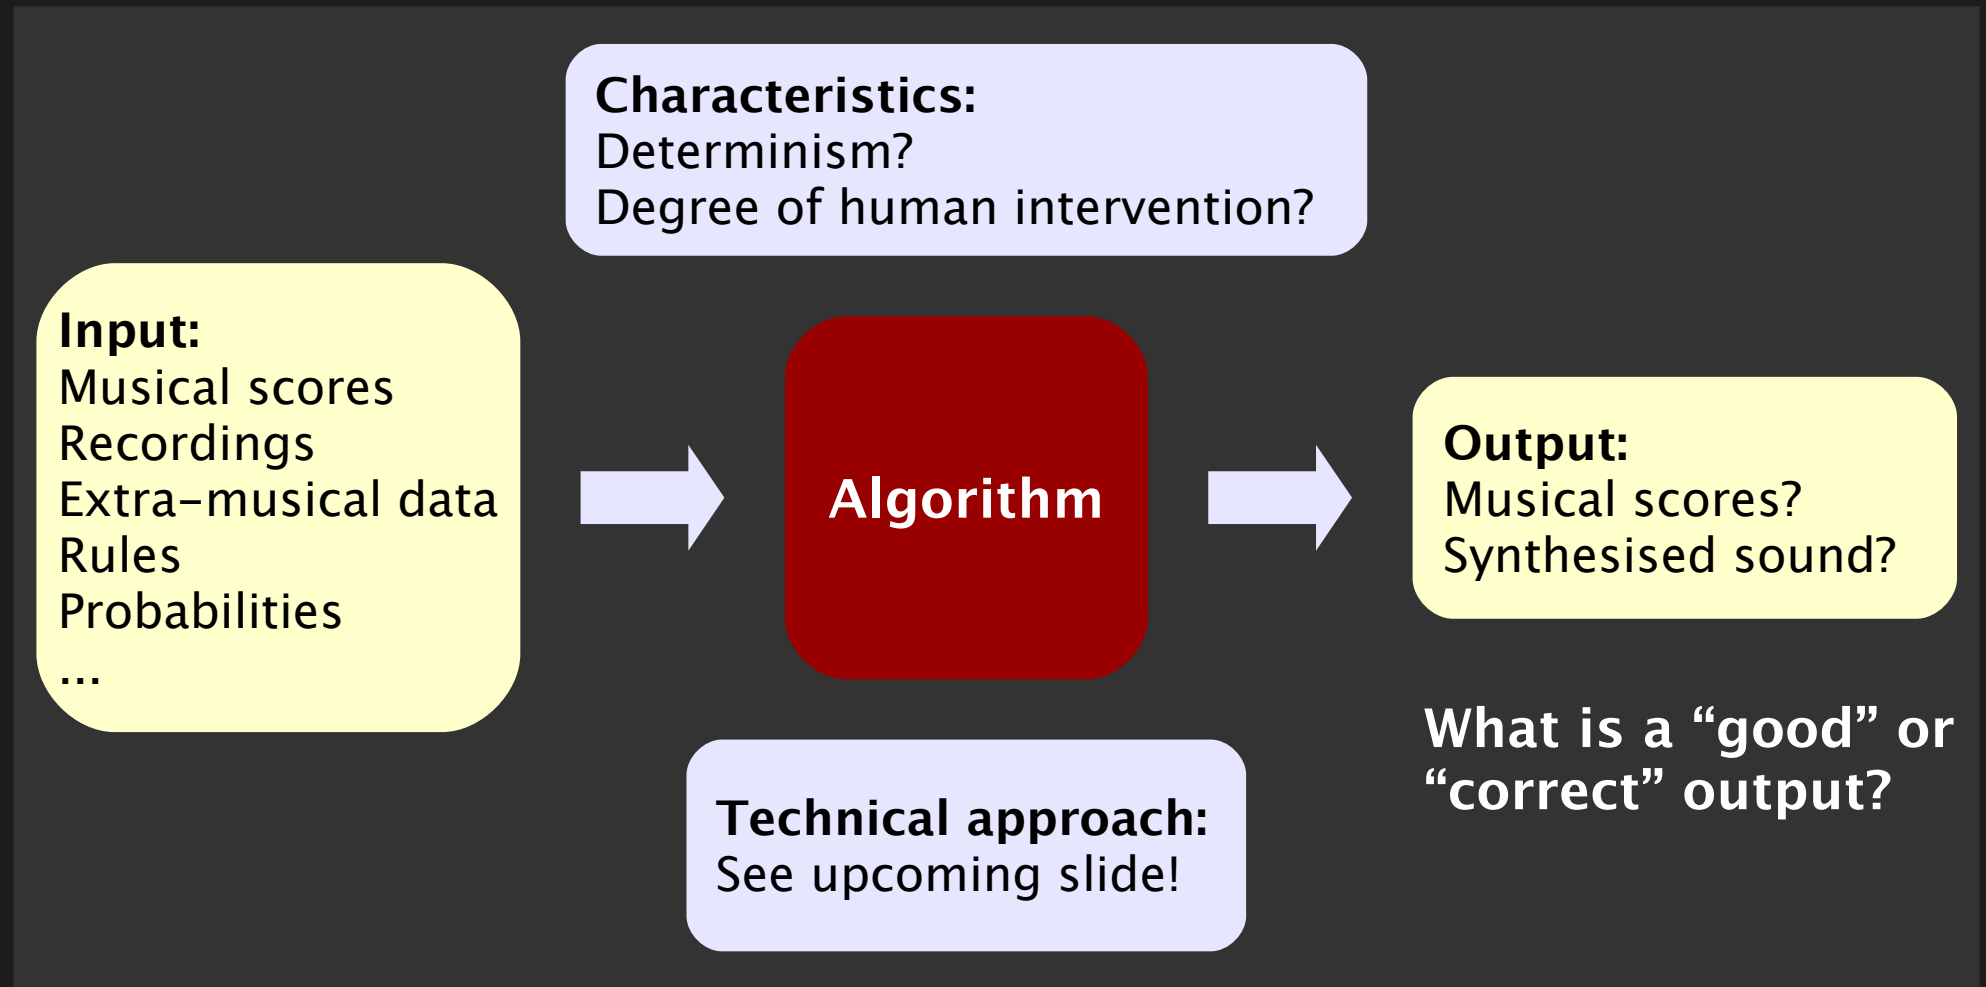 Characteristics:
Determinism?
Degree of human intervention?
Input:
Musical scores
Recordings
Extra-musical data
Rules
Probabilities
...
Algorithm
Output:
Musical scores?
Synthesised sound?
What is a “good” or
“correct” output?
Technical approach:
See upcoming slide!